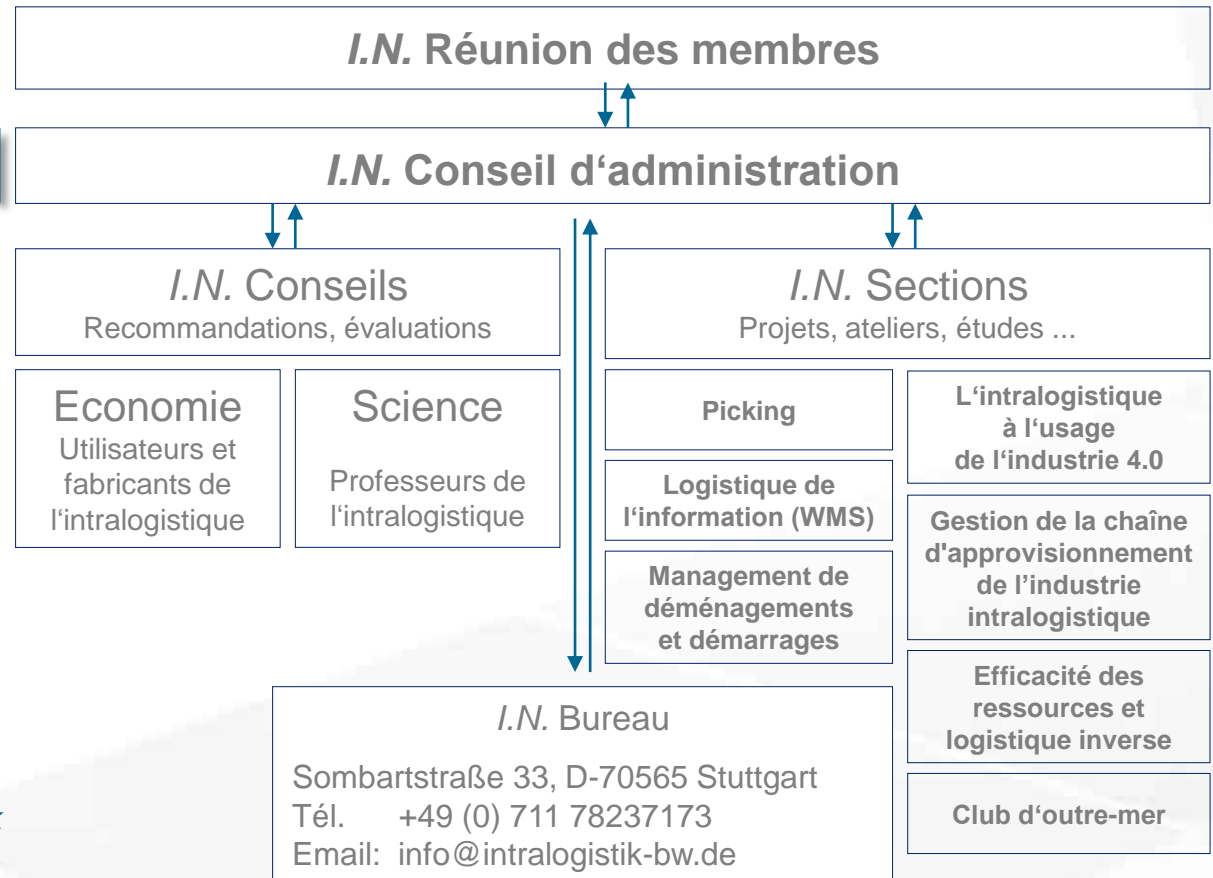 I.N. Réunion des membres
I.N. Conseil d‘administration
I.N. Conseils
Recommandations, évaluations
Economie
Utilisateurs et
fabricants de
l‘intralogistique
Science
Professeurs de
l‘intralogistique
I.N. Sections
Projets, ateliers, études ...
Picking
Logistique de
l‘information (WMS)
Management de
déménagements
et démarrages
L‘intralogistique
à l‘usage
de l‘industrie 4.0
Gestion de la chaîne
d'approvisionnement
de l’industrie
intralogistique
Efficacité des
ressources et
logistique inverse
Club d‘outre-mer
I.N. Bureau
Sombartstraße 33, D-70565 Stuttgart
Tél. +49 (0) 711 78237173
Email: info@intralogistik-bw.de